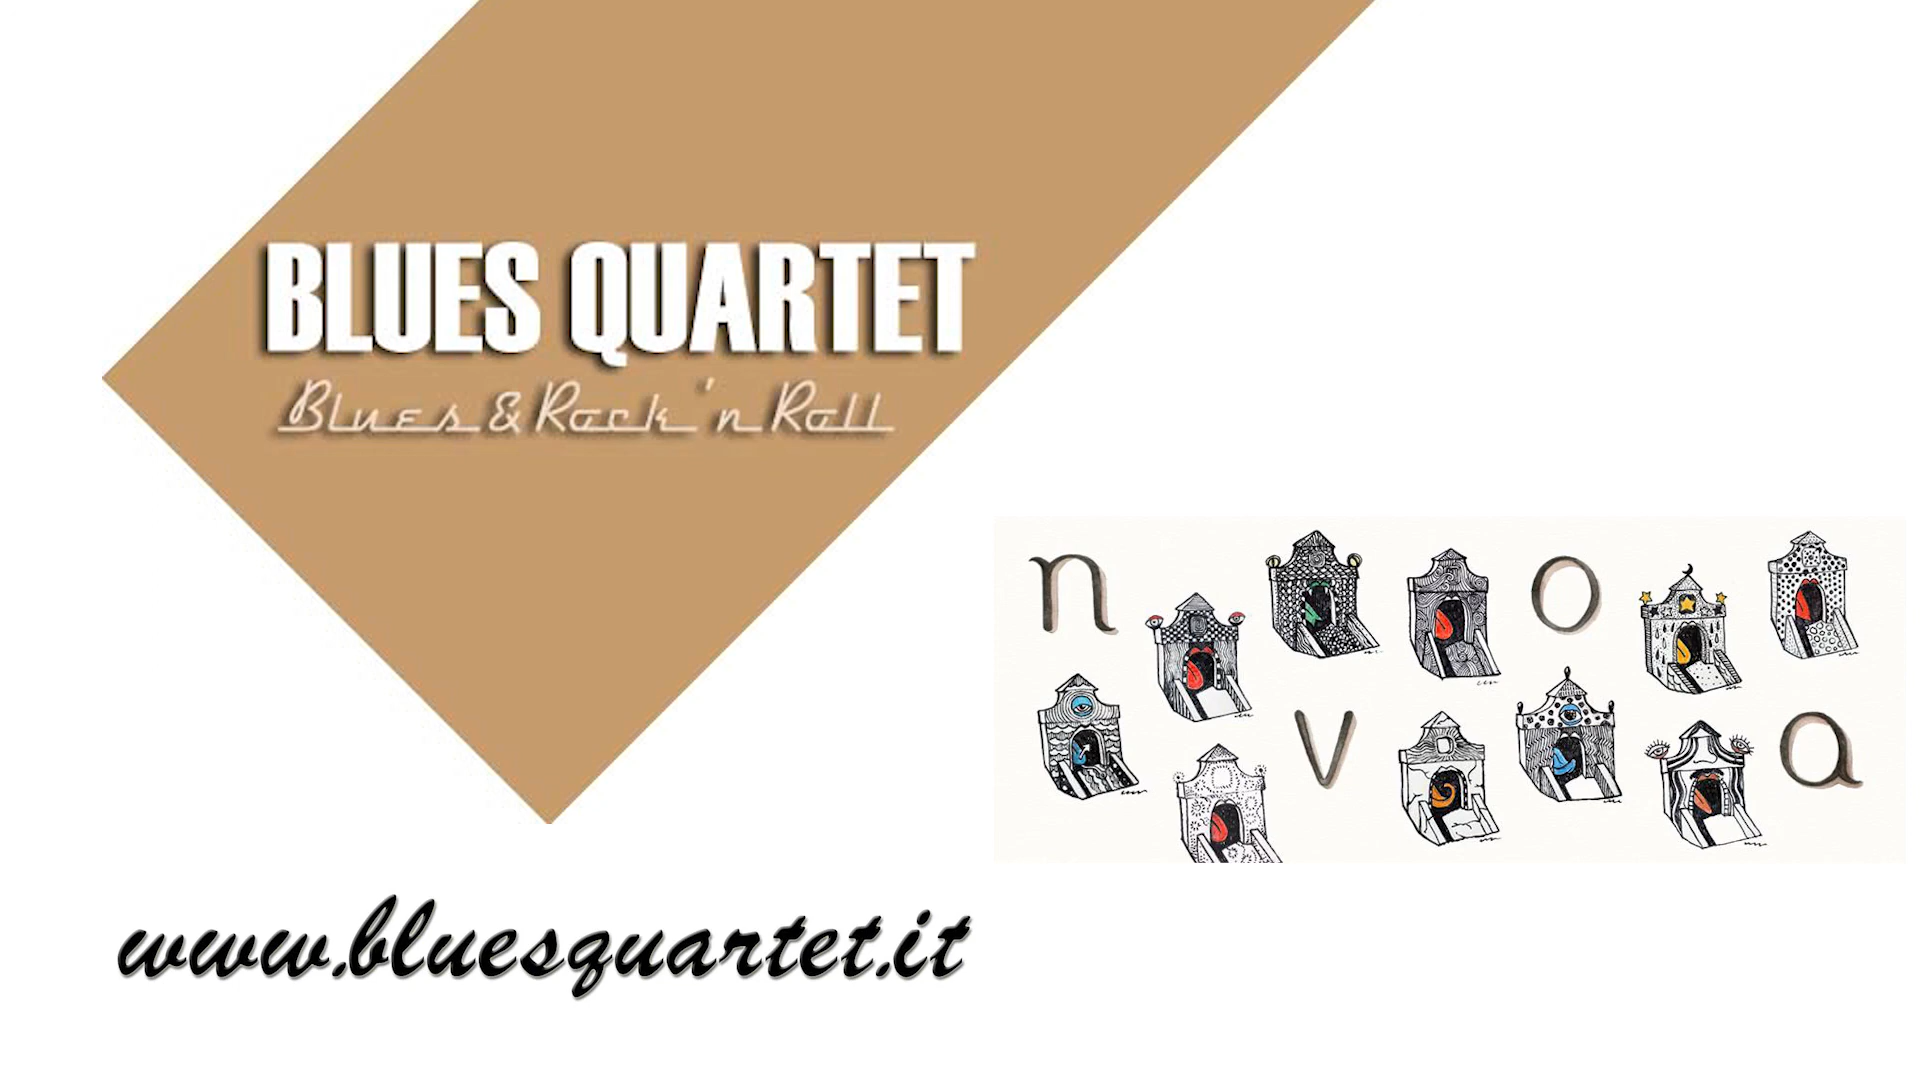 BLUES QUARTET
Blues & Rock 'n Roll
n o
v a
www.bluesquartet.it